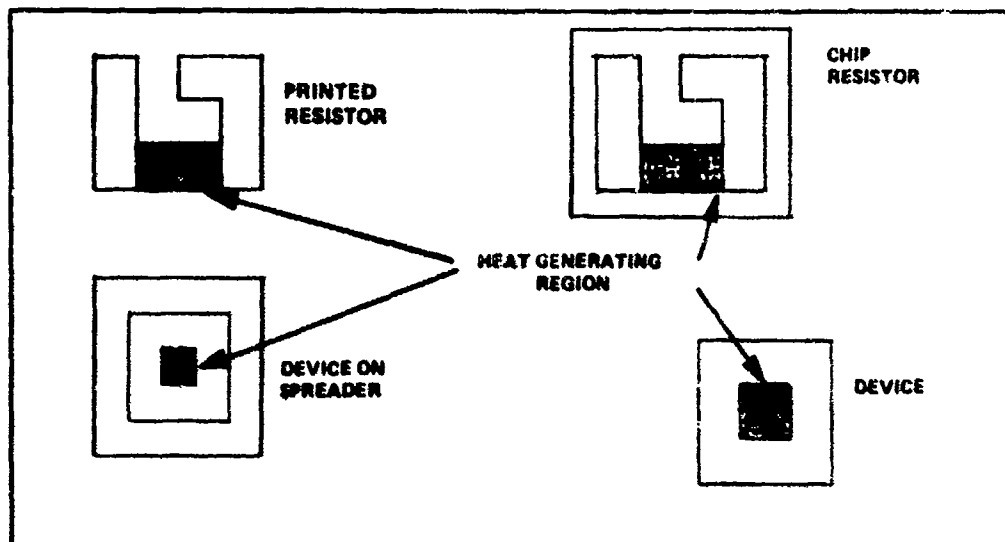 PRINTED
RESISTOR
CHIP
RESISTOR
HEAT GENERATING
REGION
DEVICE ON
SPREADER
DEVICE